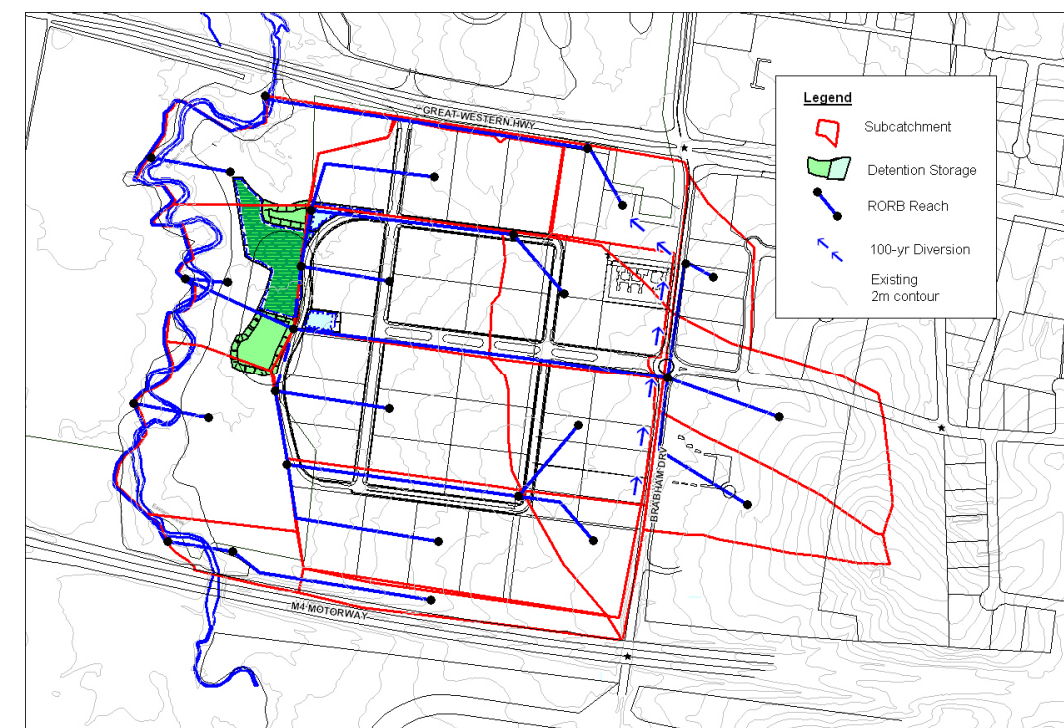 GREAT WESTERN HWY
Legend
Subcatchment
Detention Storage
RORB Reach
100-yr Diversion
Existing
2m contour
BRABHAM DRV
M4 MOTORWAY